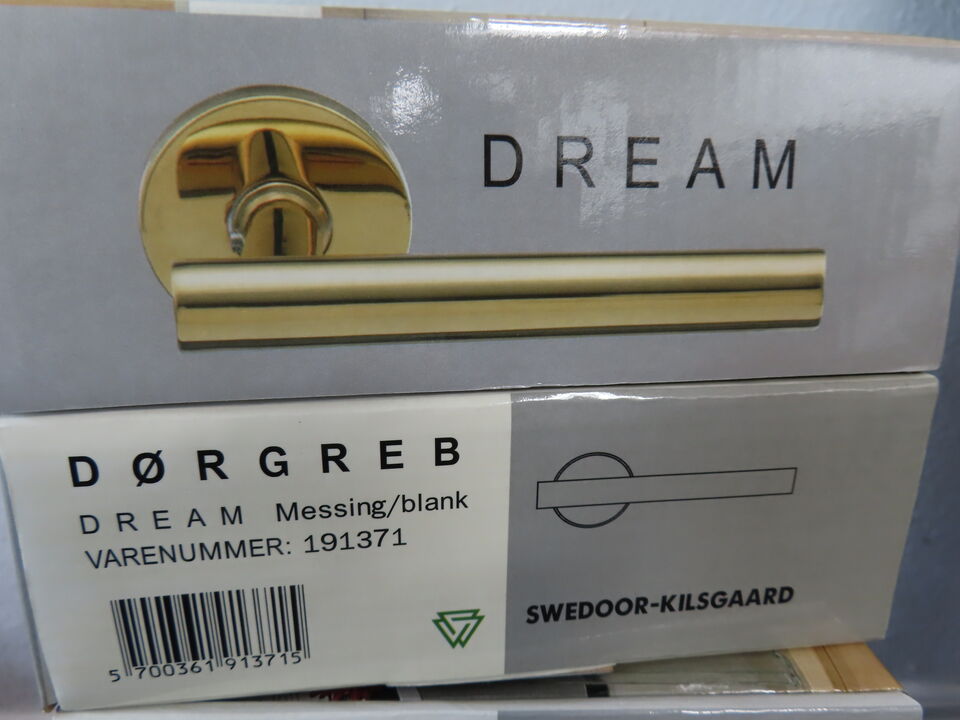 DREAM
DØRGREB
DREAM Messing/blank
VARENUMMER: 191371
5 700361 913715
SWEDOOR-KILSGAARD